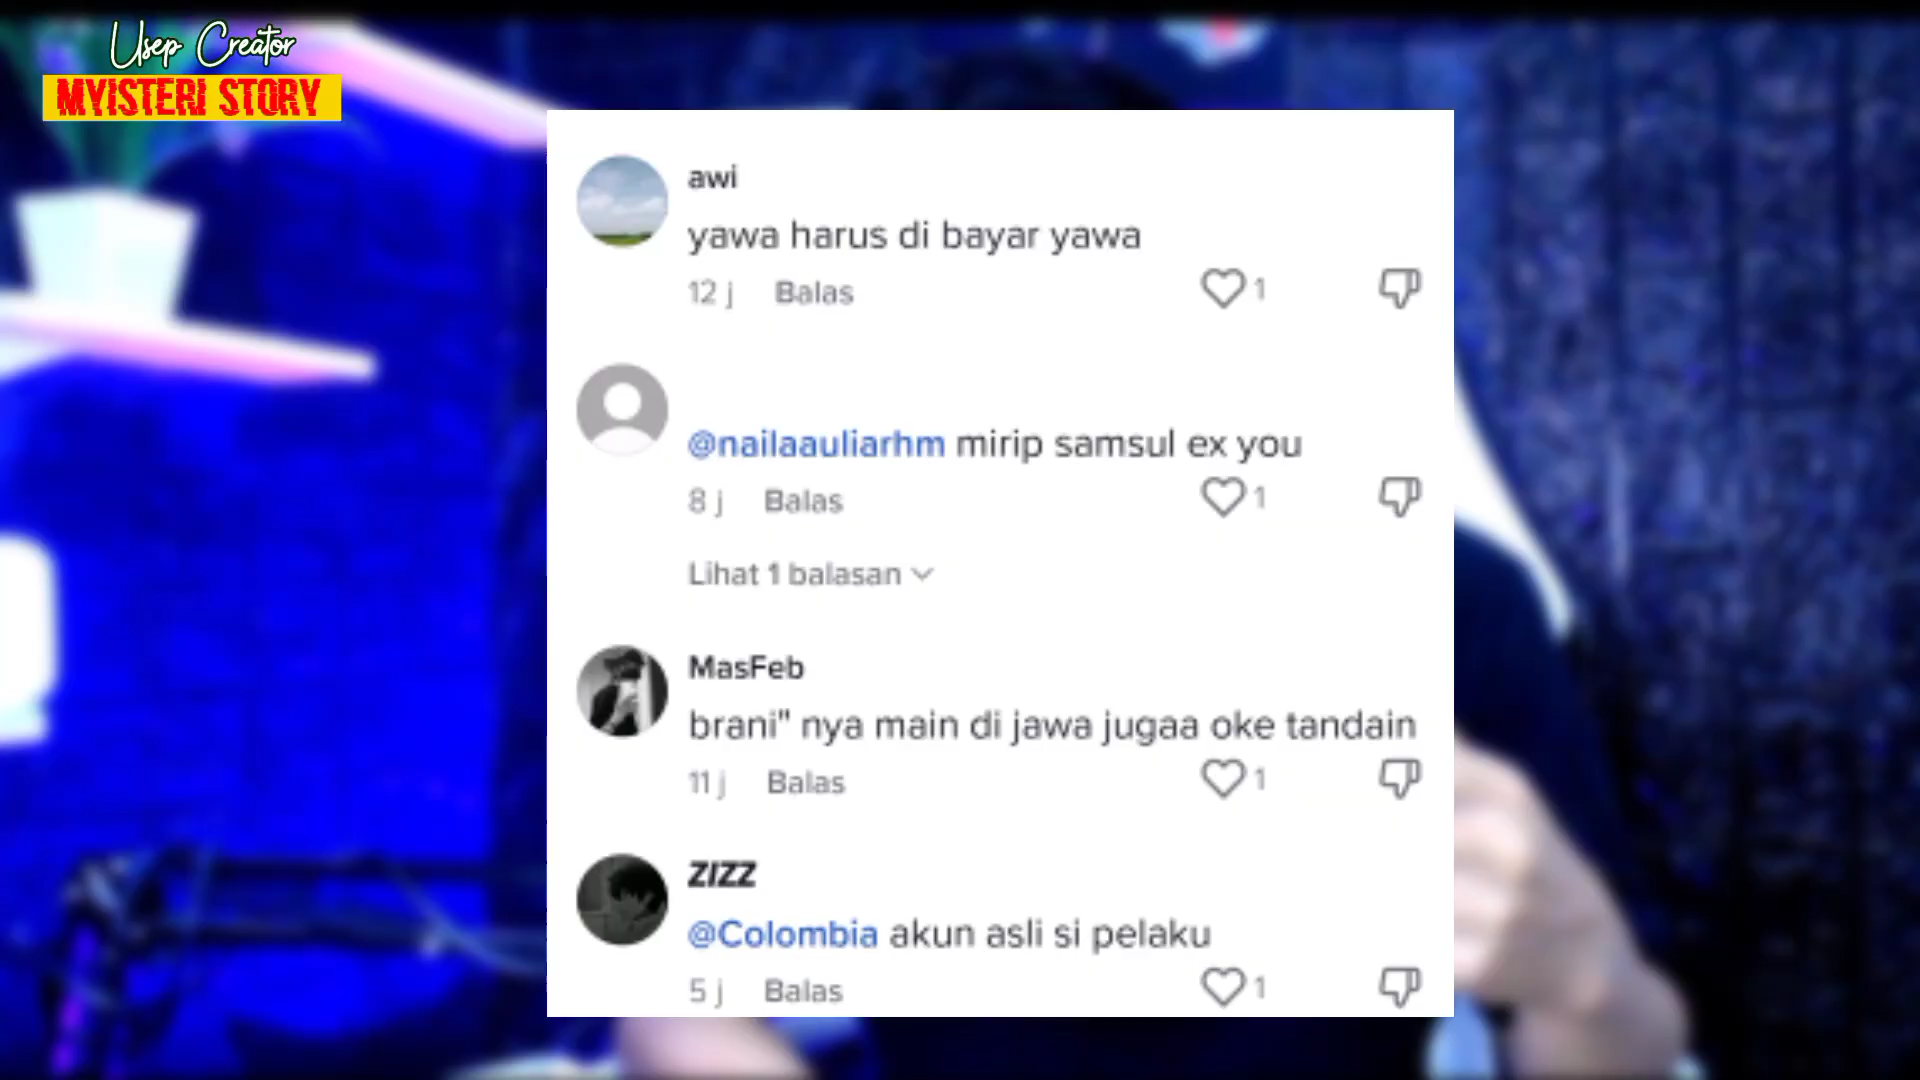 Usep Creator
MYISTERI STORY
awi
yawa harus di bayar yawa
12 j Balas 1
@nailaauliarhm mirip samsul ex you
8 j Balas 1
Lihat 1 balasan
MasFeb
brani" nya main di jawa jugaa oke tandain
11 j Balas 1
ZIZZ
@Colombia akun asli si pelaku
5 j Balas 1